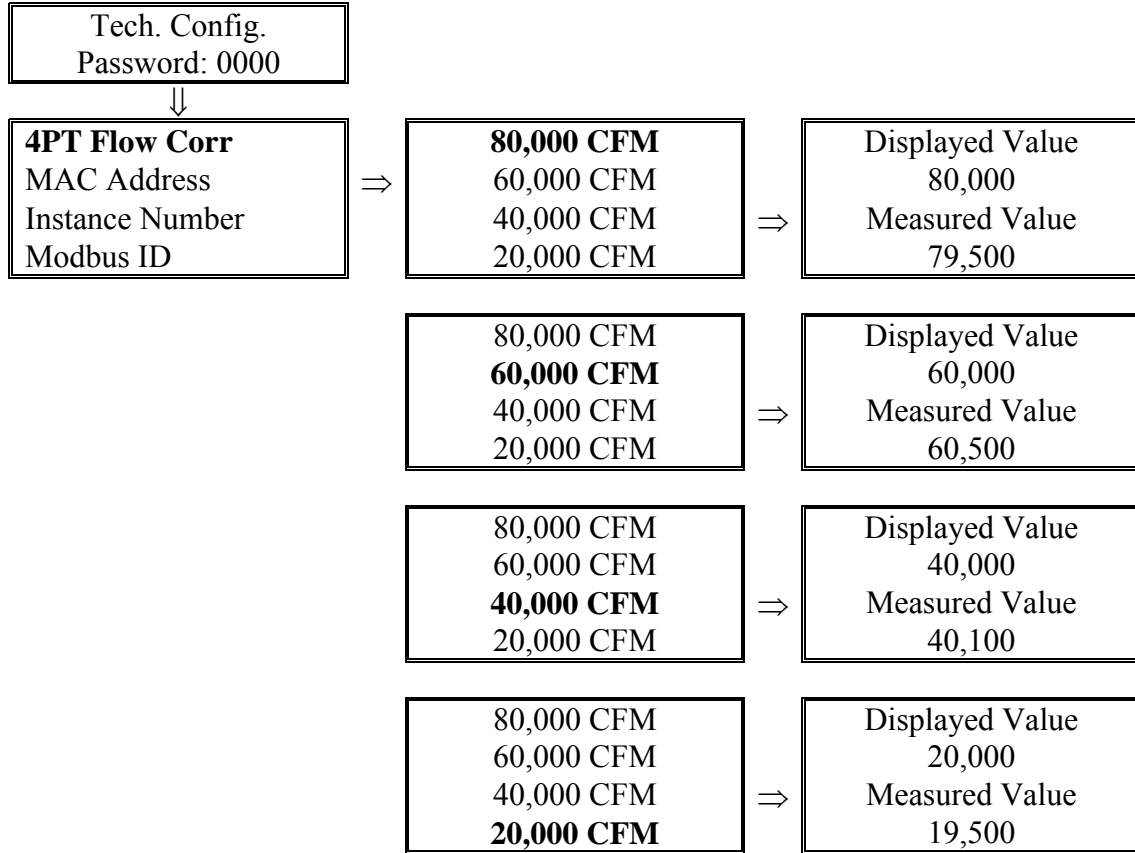 Tech. Config.
Password: 0000
⇓
4PT Flow Corr
MAC Address
Instance Number
Modbus ID
⇒
80,000 CFM
60,000 CFM
40,000 CFM
20,000 CFM
⇒
Displayed Value
80,000
Measured Value
79,500
80,000 CFM
60,000 CFM
40,000 CFM
20,000 CFM
⇒
Displayed Value
60,000
Measured Value
60,500
80,000 CFM
60,000 CFM
40,000 CFM
20,000 CFM
⇒
Displayed Value
40,000
Measured Value
40,100
80,000 CFM
60,000 CFM
40,000 CFM
20,000 CFM
⇒
Displayed Value
20,000
Measured Value
19,500